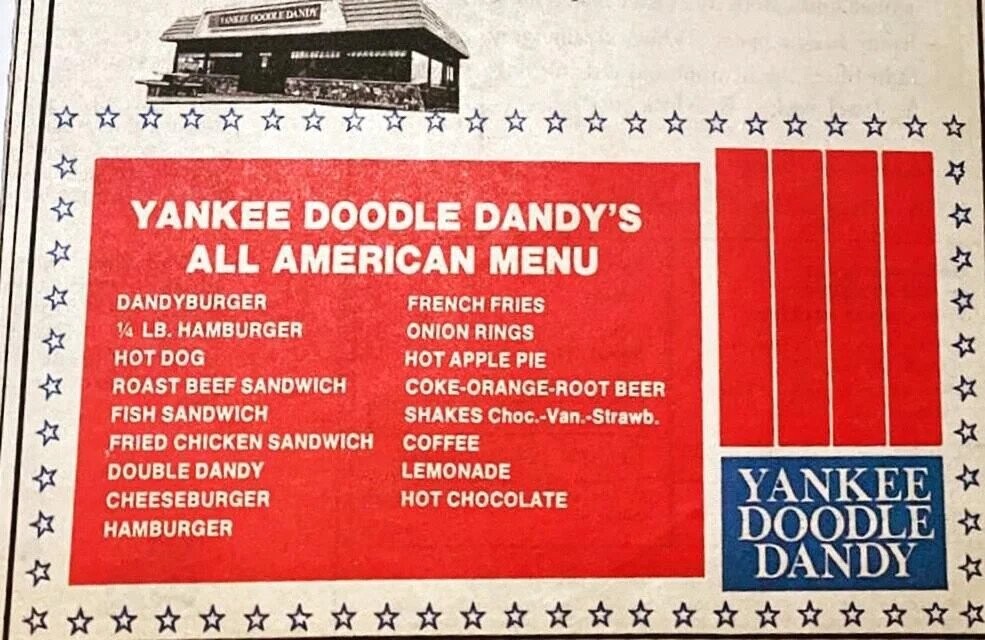 YANKEE DOODLE DANDY
YANKEE DOODLE DANDY'S
ALL AMERICAN MENU
DANDYBURGER
¼ LB. HAMBURGER
HOT DOG
ROAST BEEF SANDWICH
FISH SANDWICH
FRIED CHICKEN SANDWICH
DOUBLE DANDY
CHEESEBURGER
HAMBURGER
FRENCH FRIES
ONION RINGS
HOT APPLE PIE
COKE-ORANGE-ROOT BEER
SHAKES Choc.-Van.-Strawb.
COFFEE
LEMONADE
HOT CHOCOLATE
YANKEE
DOODLE
DANDY